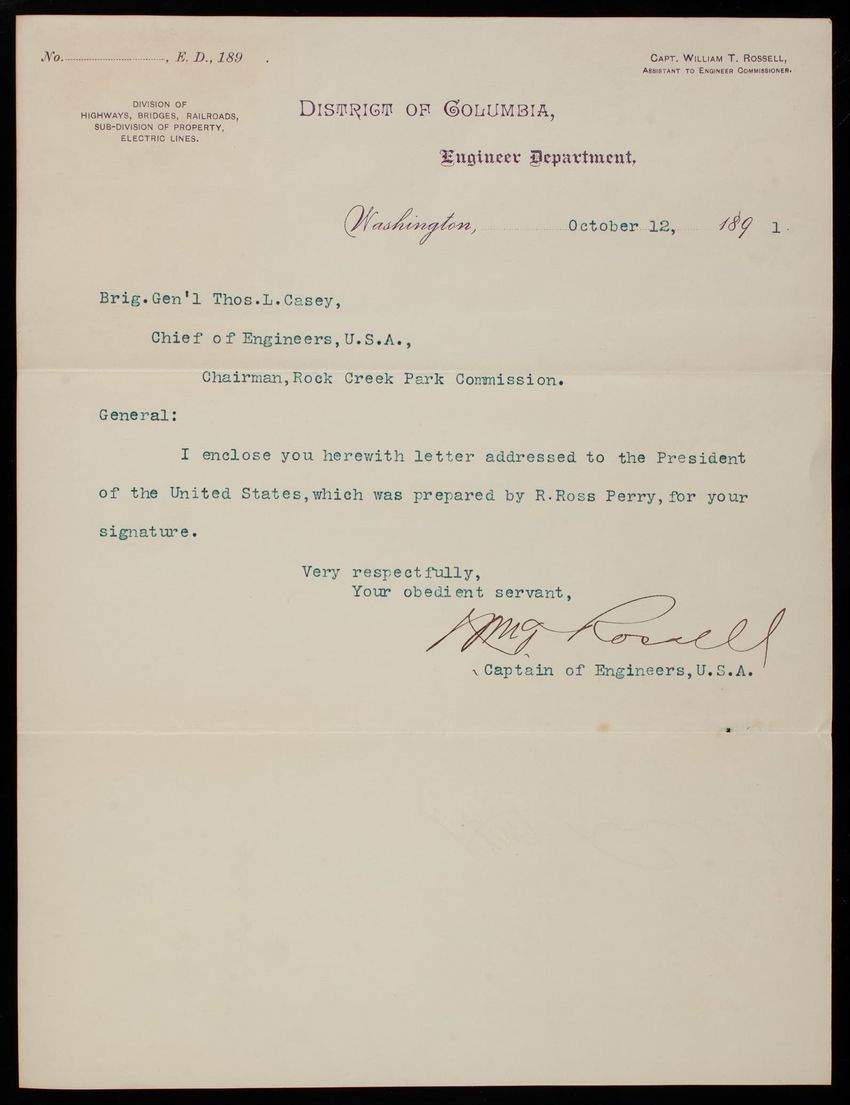 No. , E. D., 189 .
CAPT. WILLIAM T. ROSSELL,
ASSISTANT TO ENGINEER COMMISSIONER.
DIVISION OF
HIGHWAYS, BRIDGES, RAILROADS,
SUB-DIVISION OF PROPERTY,
ELECTRIC LINES.
DISTRICT OF COLUMBIA,
Engineer Department,
Washington, October 12, 189 1.
Brig.Gen'l Thos.L.Casey,
Chief of Engineers,U.S.A.,
Chairman,Rock Creek Park Commission.
General:
I enclose you herewith letter addressed to the President
of the United States,which was prepared by R.Ross Perry,for your
signature.
Very respectfully,
Your obedient servant,
Rossell
Captain of Engineers,U.S.A.